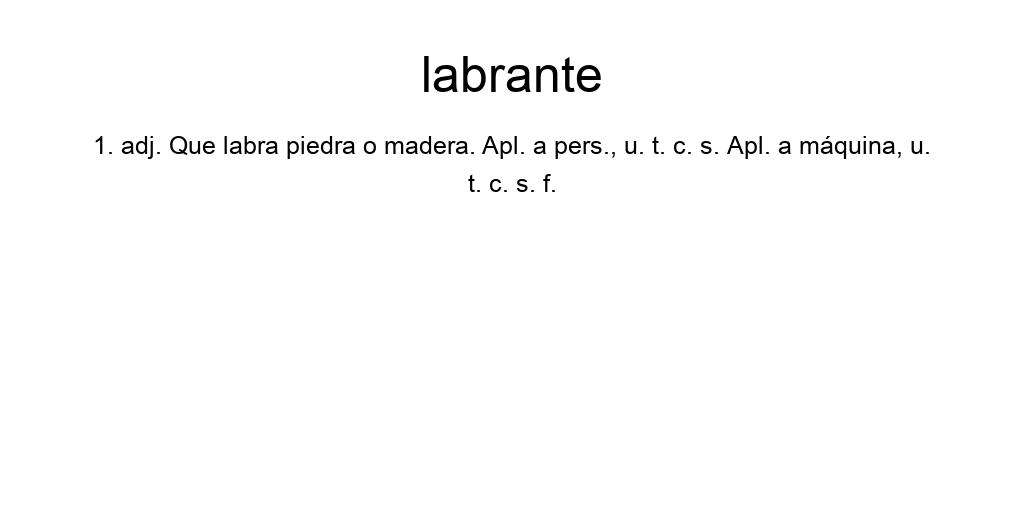 labrante
1. adj. Que labra piedra o madera. Apl. a pers., u. t. c. s. Apl. a máquina, u.
t. c. s. f.